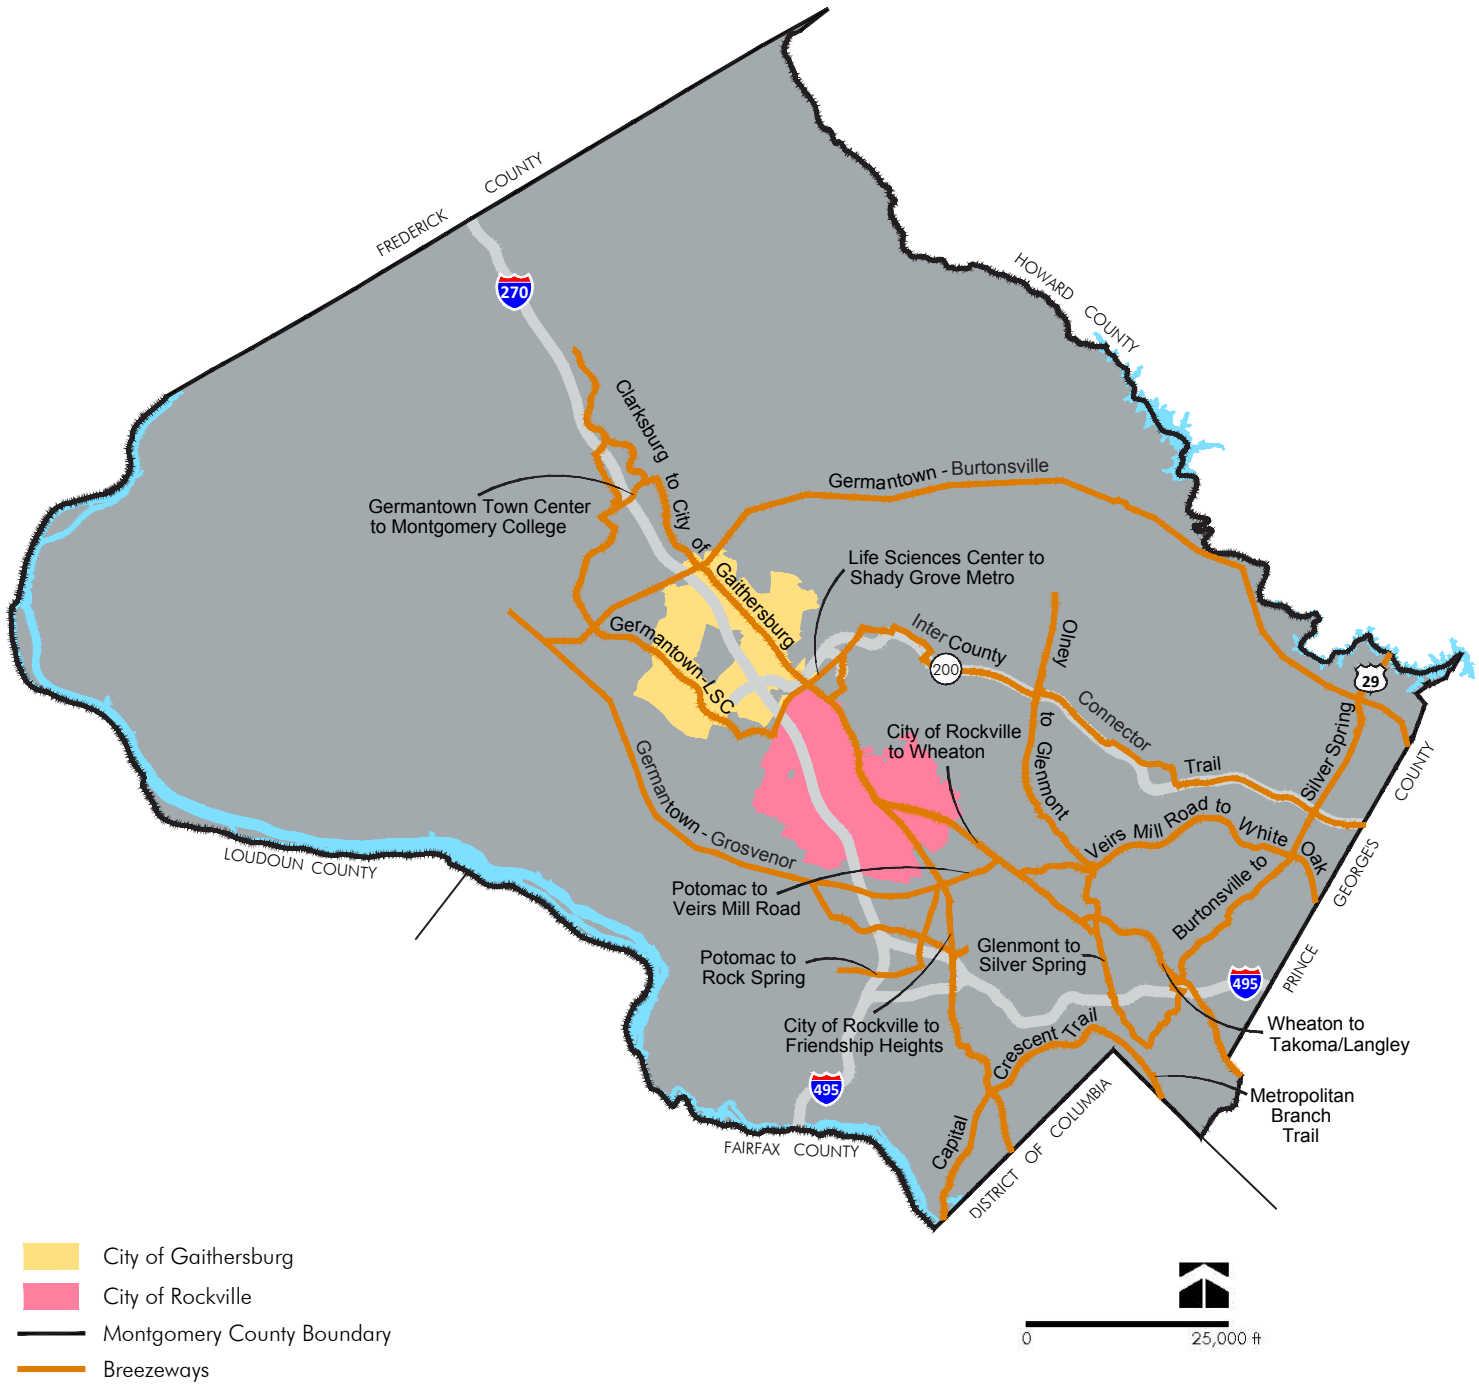 FREDERICK COUNTY
270
HOWARD COUNTY
Clarksburg to City of Gaithersburg
Germantown - Burtonsville
Germantown Town Center
to Montgomery College
Life Sciences Center to
Shady Grove Metro
Germantown-LSC
InterCounty Connector Trail
200
Olney to Glenmont
29
City of Rockville
to Wheaton
Germantown - Grosvenor
Veirs Mill Road to White Oak
Burtonsville to Silver Spring
LOUDOUN COUNTY
Potomac to
Veirs Mill Road
Potomac to
Rock Spring
Glenmont to
Silver Spring
495
PRINCE GEORGES COUNTY
City of Rockville to
Friendship Heights
Wheaton to
Takoma/Langley
Capital Crescent Trail
495
Metropolitan
Branch
Trail
FAIRFAX COUNTY
DISTRICT OF COLUMBIA
City of Gaithersburg
City of Rockville
Montgomery County Boundary
Breezeways
0 25,000 ft